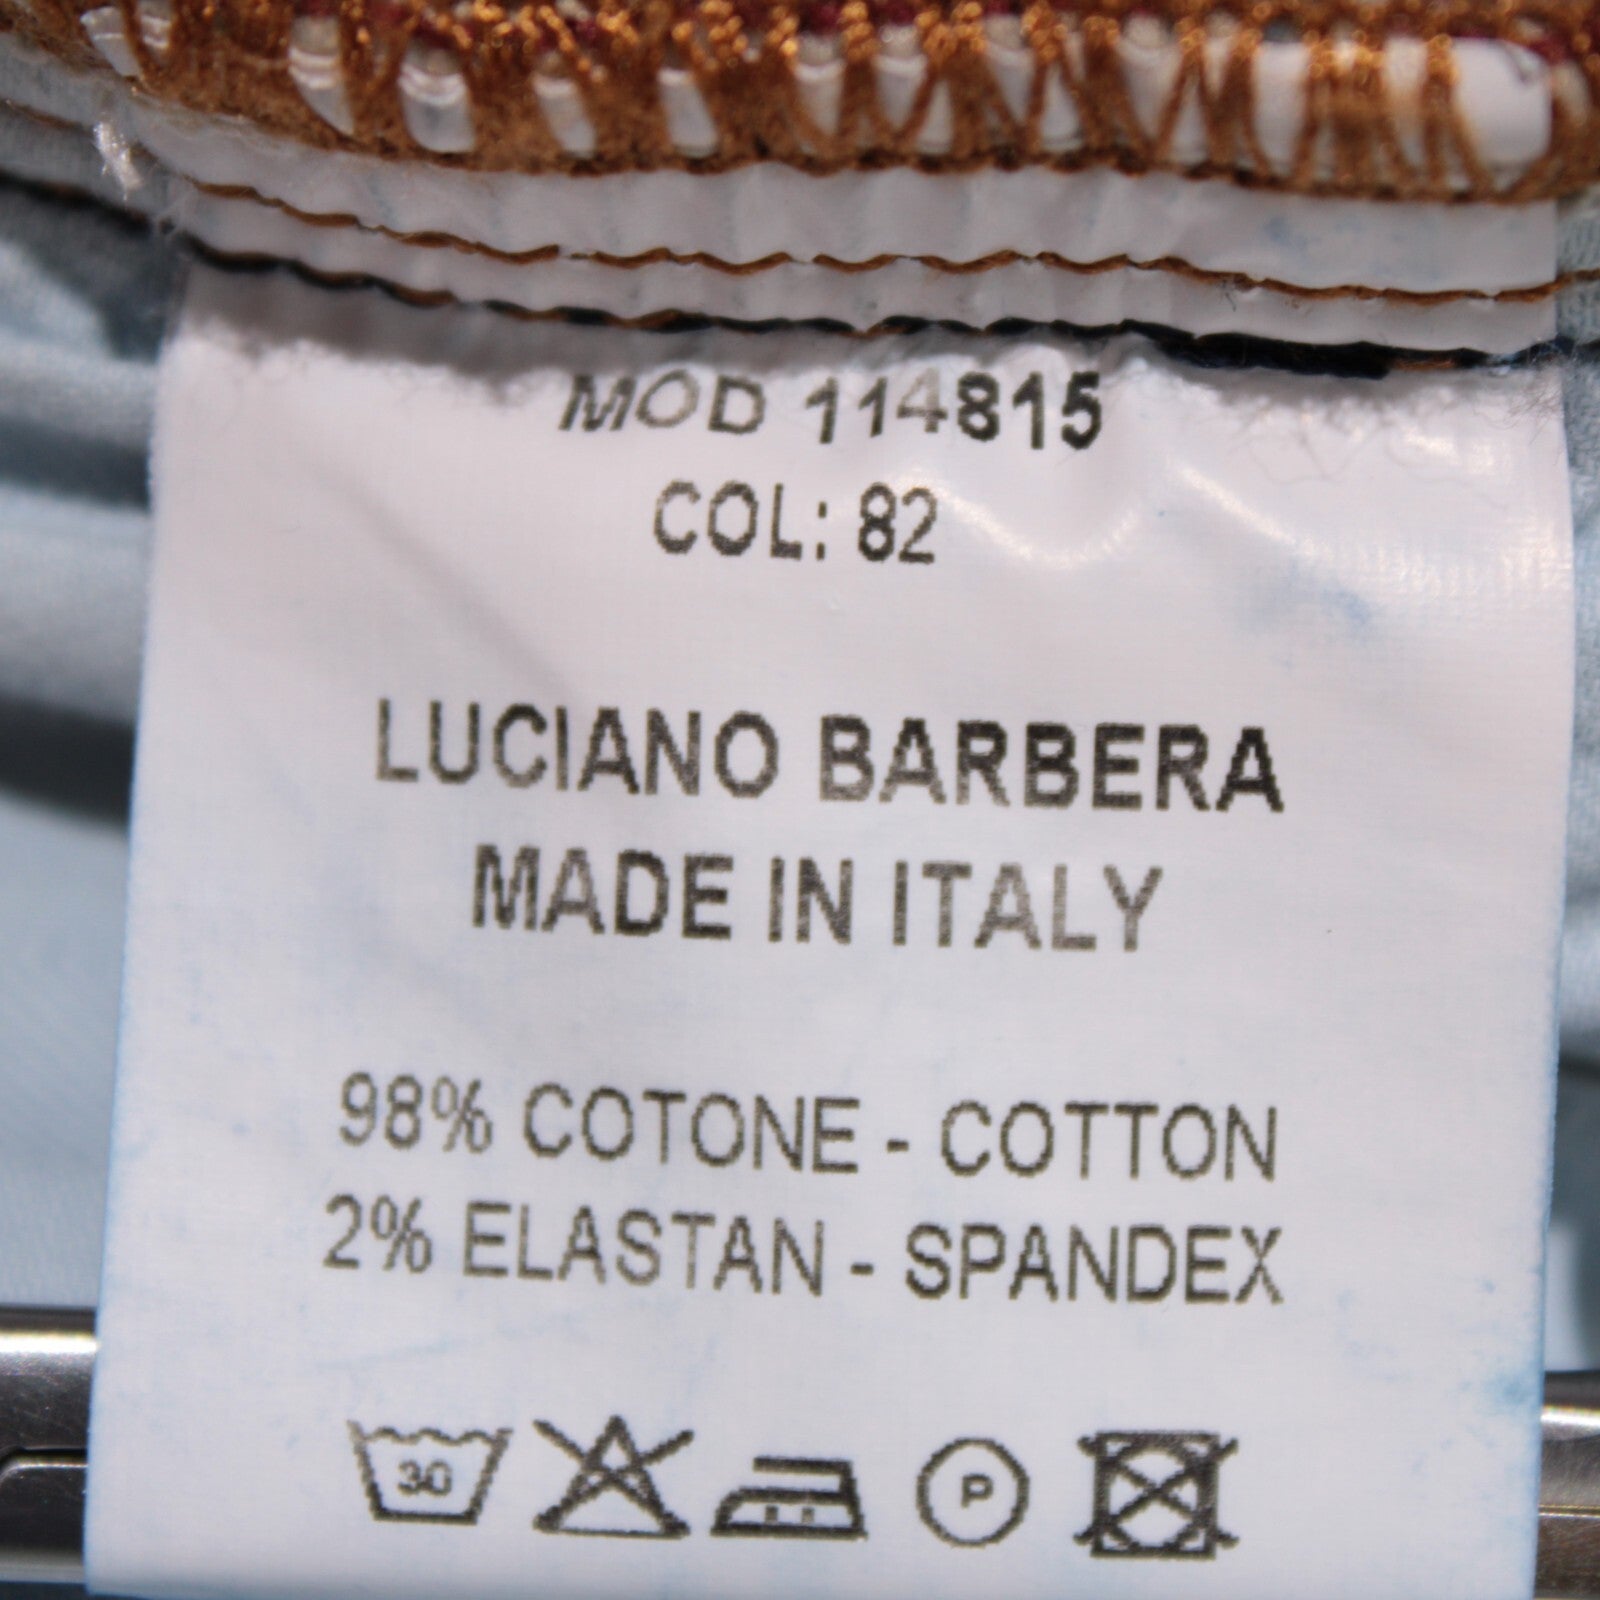 MOD 114815
COL: 82
LUCIANO BARBERA
MADE IN ITALY
98% COTONE - COTTON
2% ELASTAN - SPANDEX
30 P